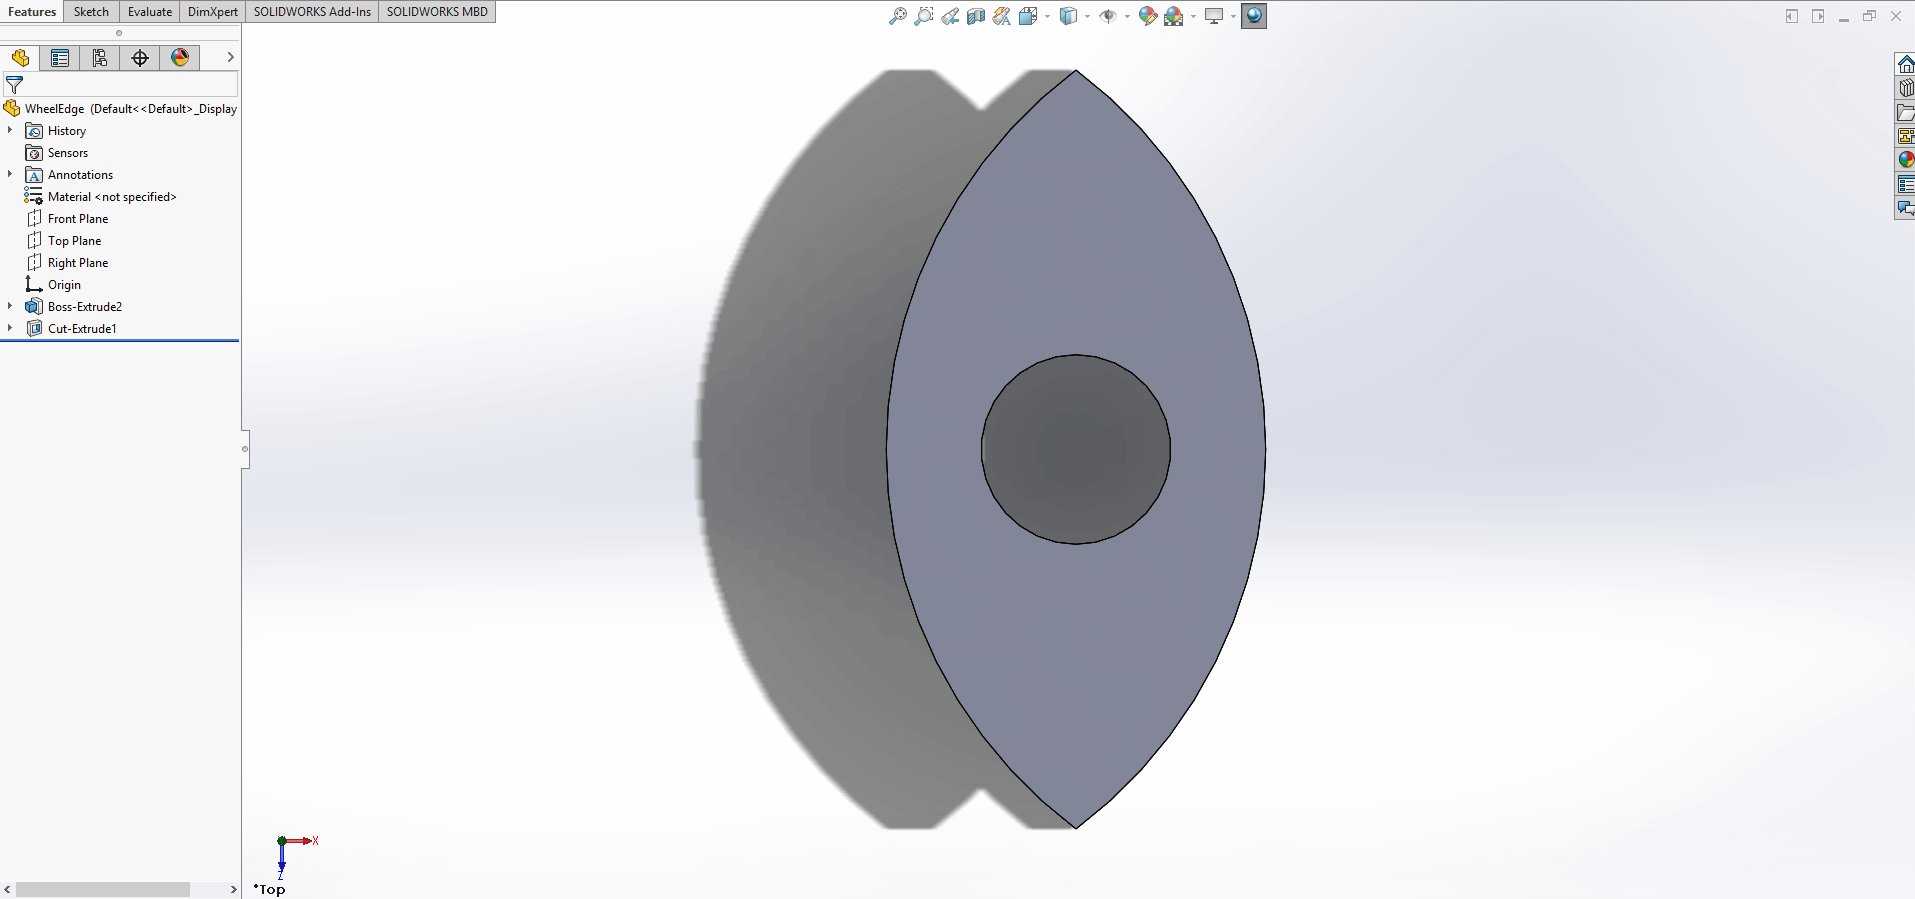 Features Sketch Evaluate DimXpert SOLIDWORKS Add-Ins SOLIDWORKS MBD
WheelEdge (Default<<Default>_Display
History
Sensors
A Annotations
Material <not specified>
Front Plane
Top Plane
Right Plane
Origin
Boss-Extrude2
Cut-Extrude1
X
Z
*Top